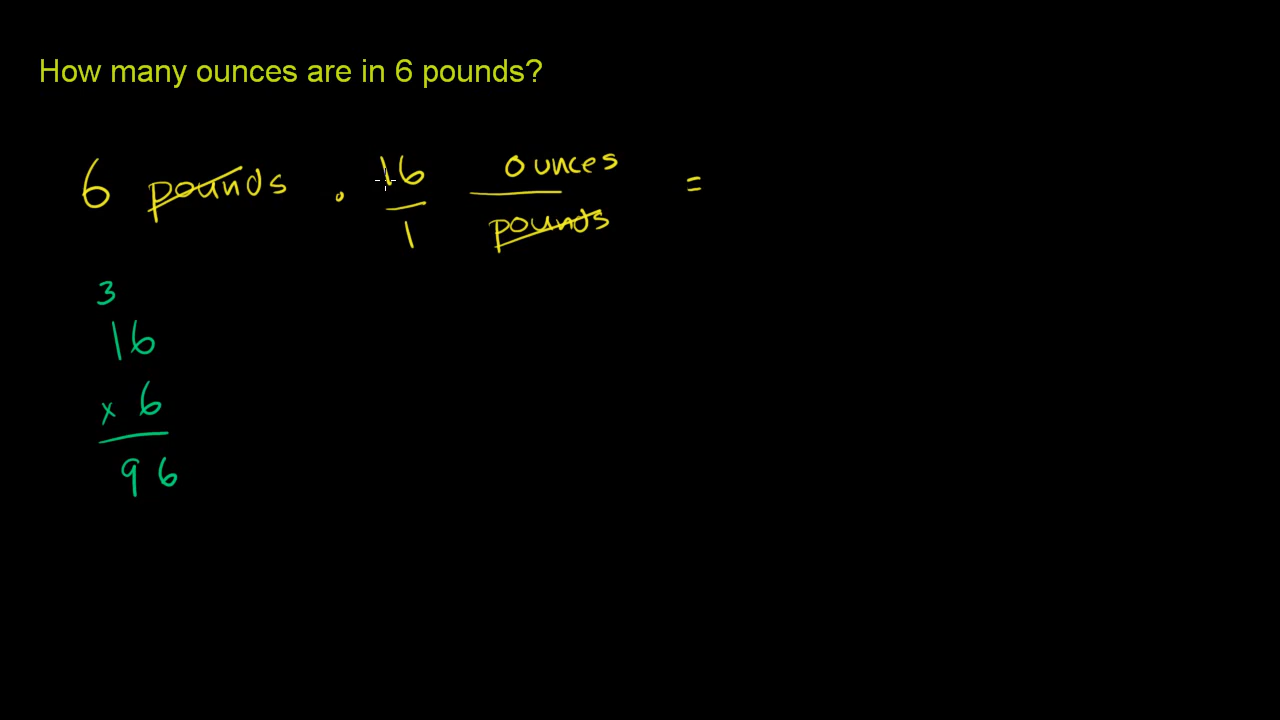 How many ounces are in 6 pounds?
6 pounds . 16/1 ounces/pounds =
3
16
x 6
96